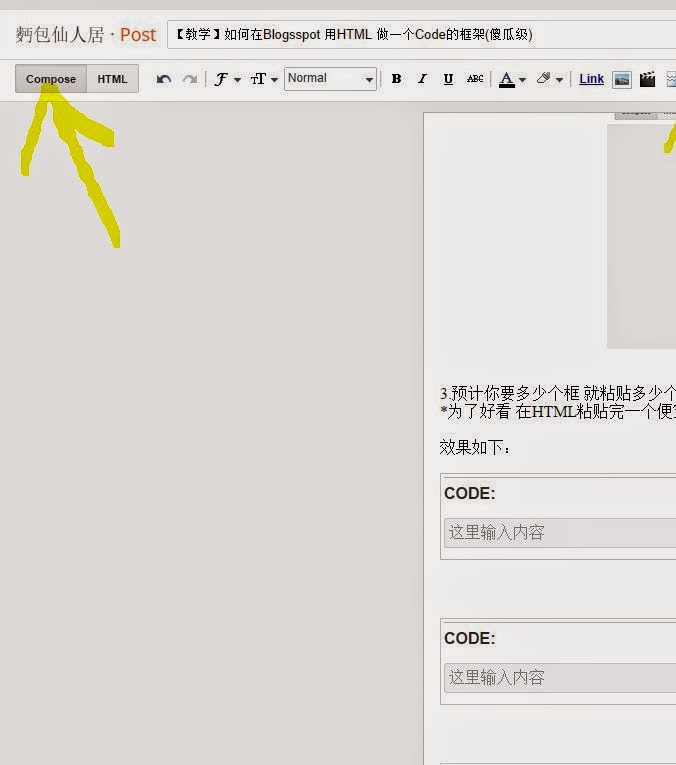 麪包仙人居 · Post
【教学】如何在Blogsspot 用HTML 做一个Code的框架(傻瓜级)
Compose HTML Normal B I U ABC A Link
3.预计你要多少个框 就粘贴多少个
*为了好看 在HTML粘贴完一个便
效果如下：
CODE:
这里输入内容
CODE:
这里输入内容